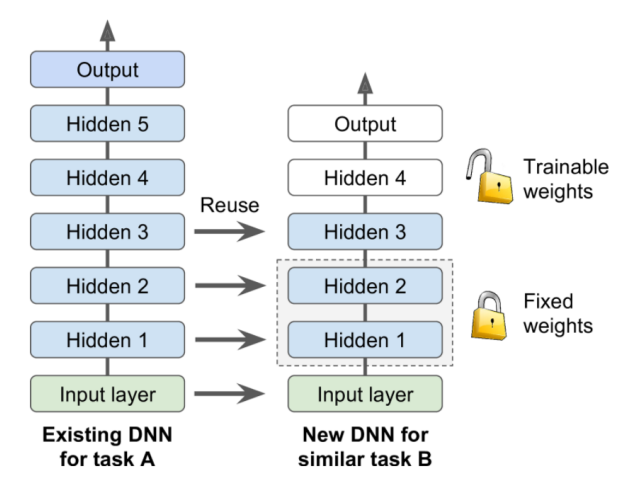 Output
Hidden 5
Hidden 4
Hidden 3
Hidden 2
Hidden 1
Input layer
Existing DNN
for task A
Reuse
Output
Hidden 4
Hidden 3
Hidden 2
Hidden 1
Input layer
New DNN for
similar task B
Trainable
weights
Fixed
weights